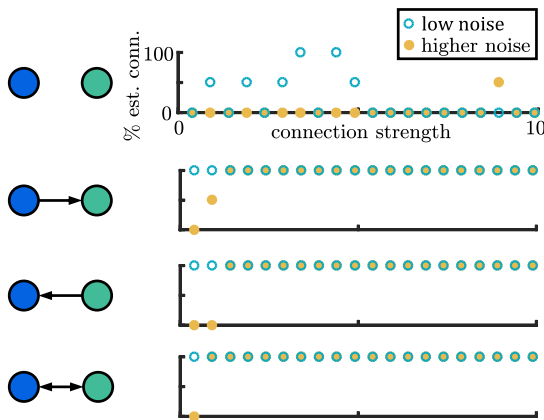 low noise
higher noise
% est. conn.
100
0
0
connection strength
10